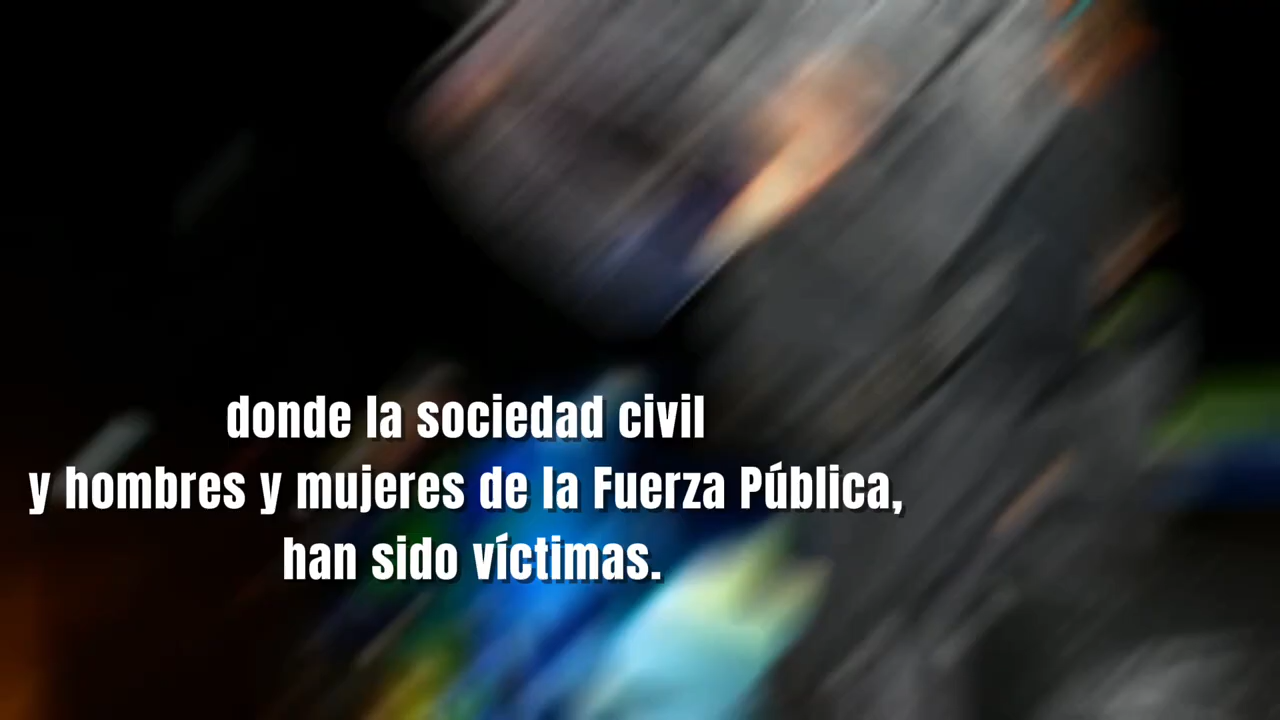 donde la sociedad civil
y hombres y mujeres de la Fuerza Pública,
han sido víctimas.